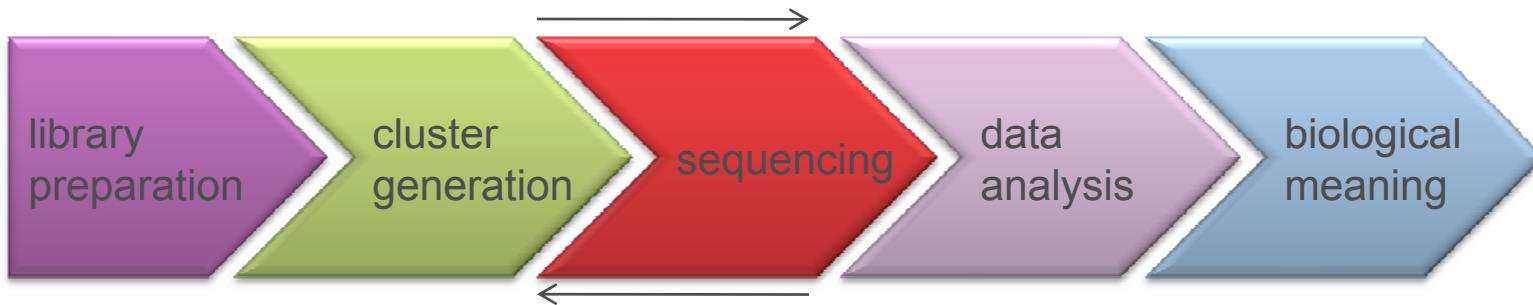 library
preparation
cluster
generation
sequencing
data
analysis
biological
meaning